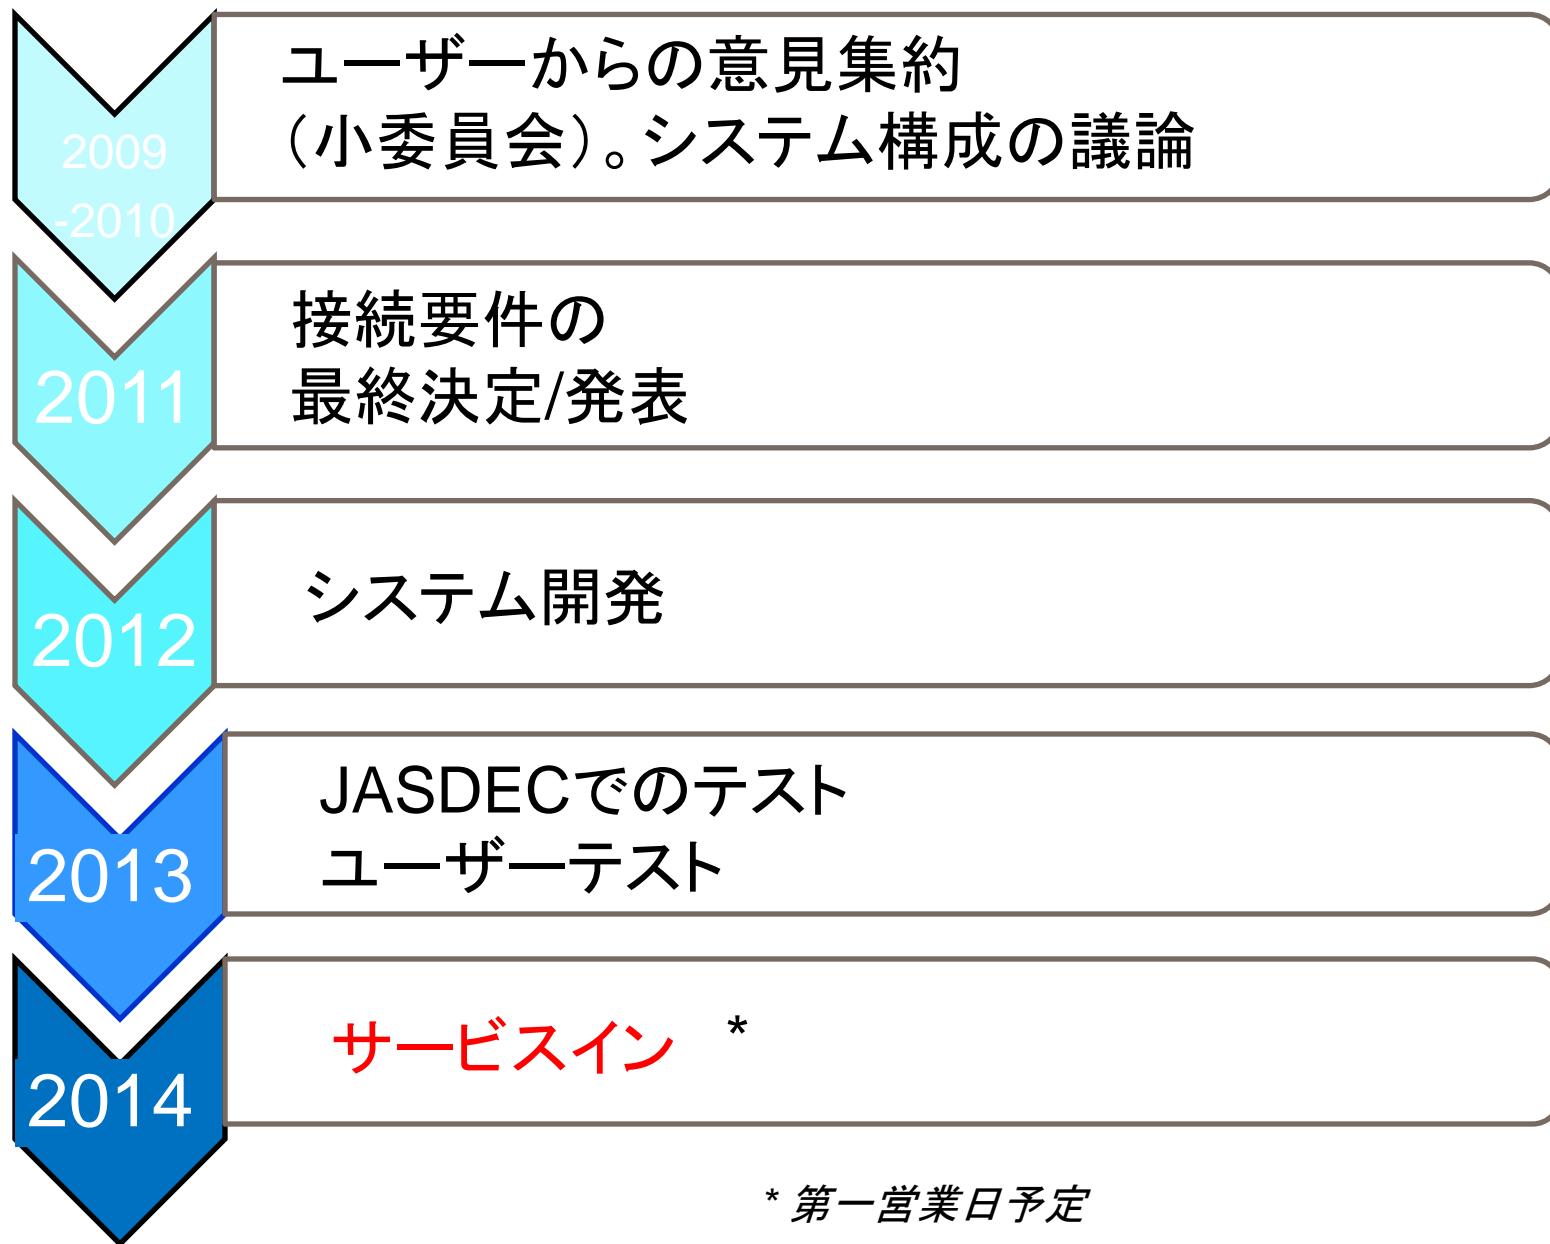 2009
-2010
ユーザーからの意見集約
（小委員会）。システム構成の議論
2011
接続要件の
最終決定/発表
2012
システム開発
2013
JASDECでのテスト
ユーザーテスト
2014
サービスイン *
* 第一営業日予定